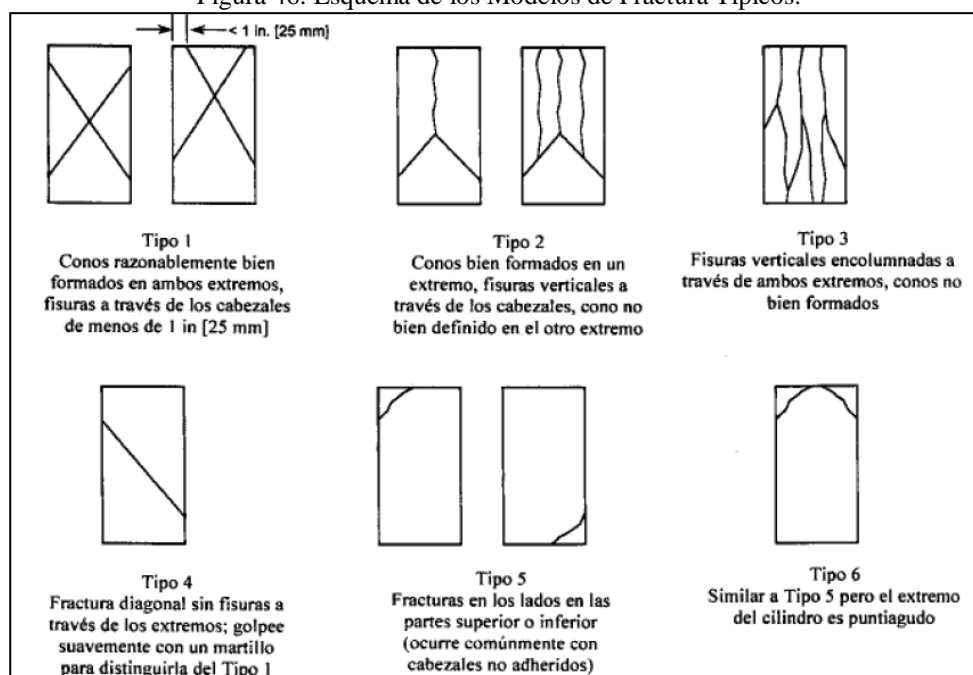 Figura 48. Esquema de los Modelos de Fractura Típicos.
< 1 in. [25 mm]
Tipo 1
Conos razonablemente bien
formados en ambos extremos,
fisuras a través de los cabezales
de menos de 1 in [25 mm]
Tipo 2
Conos bien formados en un
extremo, fisuras verticales a
través de los cabezales, cono no
bien definido en el otro extremo
Tipo 3
Fisuras verticales encolumnadas a
través de ambos extremos, conos no
bien formados
Tipo 4
Fractura diagonal sin fisuras a
través de los extremos; golpee
suavemente con un martillo
para distinguirla del Tipo 1
Tipo 5
Fracturas en los lados en las
partes superior o inferior
(ocurre comúnmente con
cabezales no adheridos)
Tipo 6
Similar a Tipo 5 pero el extremo
del cilindro es puntiagudo